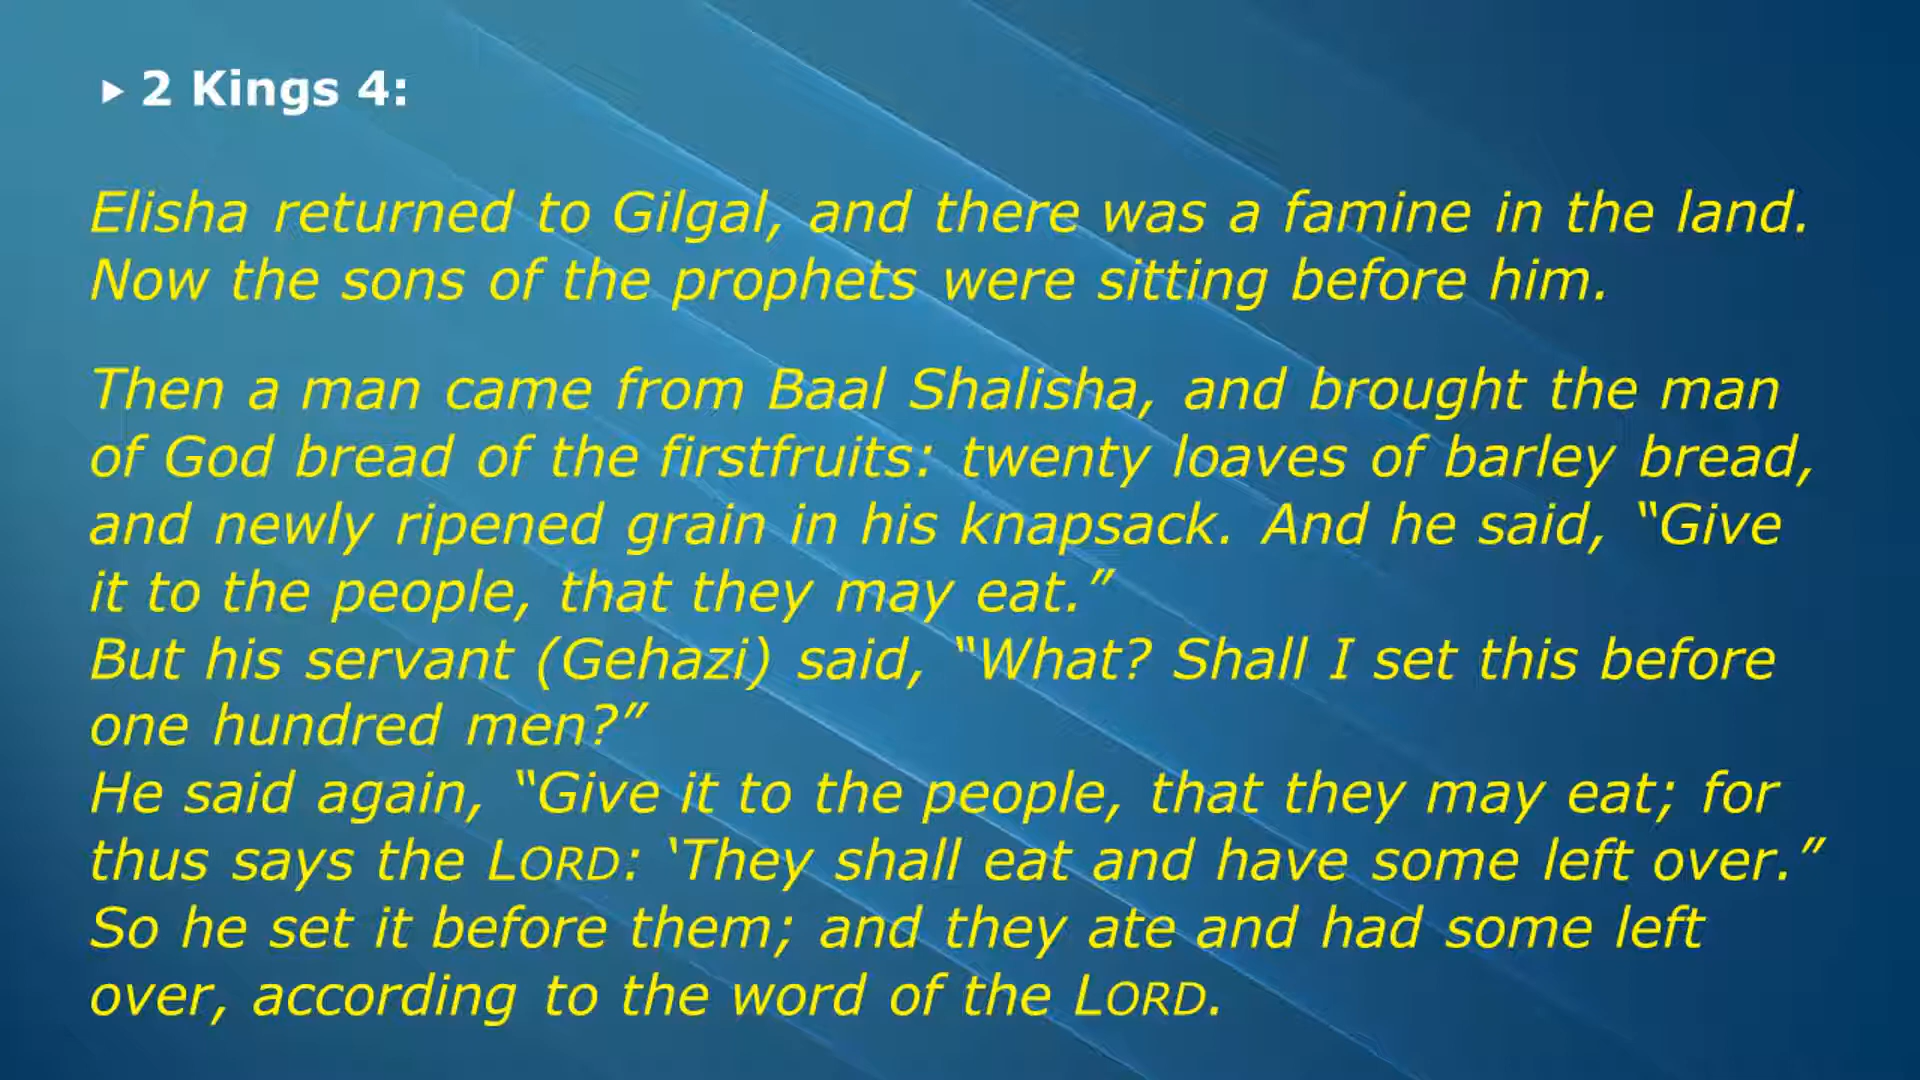 ▶ 2 Kings 4:
Elisha returned to Gilgal, and there was a famine in the land.
Now the sons of the prophets were sitting before him.
Then a man came from Baal Shalisha, and brought the man
of God bread of the firstfruits: twenty loaves of barley bread,
and newly ripened grain in his knapsack. And he said, “Give
it to the people, that they may eat.”
But his servant (Gehazi) said, “What? Shall I set this before
one hundred men?”
He said again, “Give it to the people, that they may eat; for
thus says the LORD: ‘They shall eat and have some left over.”
So he set it before them; and they ate and had some left
over, according to the word of the LORD.